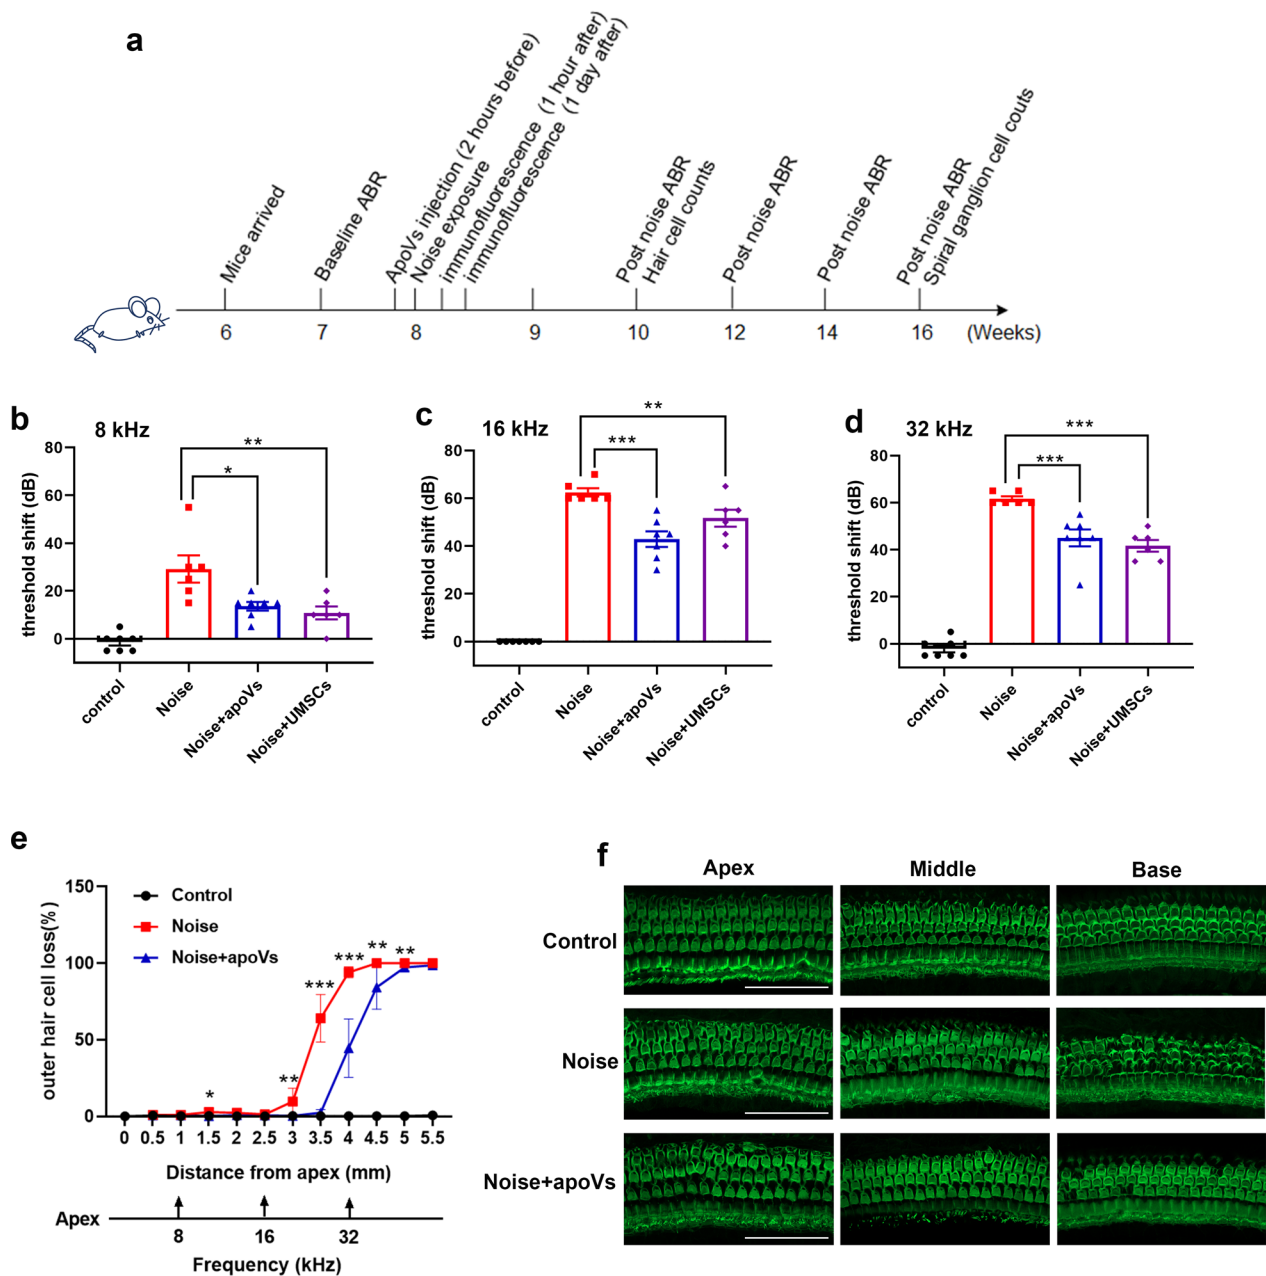 a
Mice arrived
Baseline ABR
ApoVs injection (2 hours before)
Noise exposure
immunofluorescence (1 hour after)
immunofluorescence (1 day after)
Post noise ABR
Hair cell counts
Post noise ABR
Post noise ABR
Post noise ABR
Spiral ganglion cell couts
6 7 8 9 10 12 14 16 (Weeks)
b
8 kHz
threshold shift (dB)
80
60
40
20
0
**
*
control
Noise
Noise+apoVs
Noise+UMSCs
c
16 kHz
threshold shift (dB)
80
60
40
20
0
**
***
control
Noise
Noise+apoVs
Noise+UMSCs
d
32 kHz
threshold shift (dB)
80
60
40
20
0
***
***
control
Noise
Noise+apoVs
Noise+UMSCs
e
outer hair cell loss(%)
150
100
50
0
Control
Noise
Noise+apoVs
* ** *** *** ** **
0 0.5 1 1.5 2 2.5 3 3.5 4 4.5 5 5.5
Distance from apex (mm)
Apex
8 16 32
Frequency (kHz)
f
Apex Middle Base
Control
Noise
Noise+apoVs